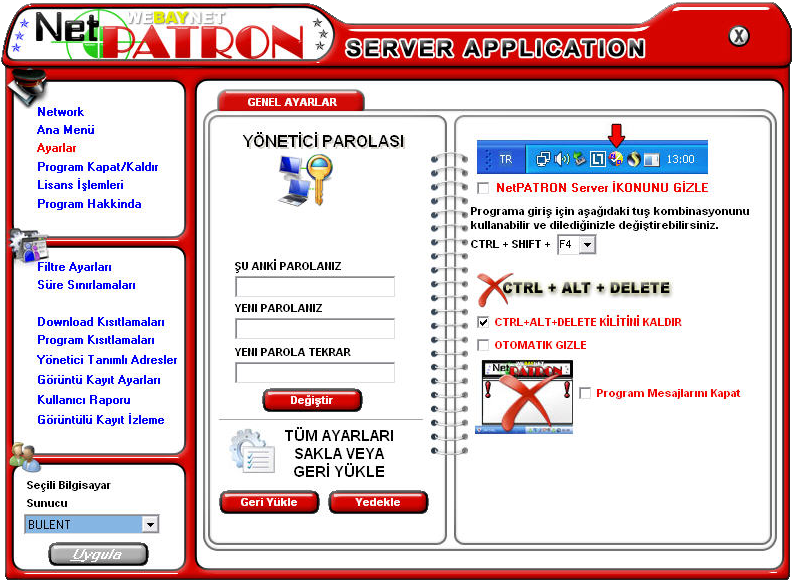 WEBAYNET
Net PATRON
SERVER APPLICATION
X
Network
Ana Menü
Ayarlar
Program Kapat/Kaldır
Lisans İşlemleri
Program Hakkinda
Filtre Ayarları
Süre Sınırlamaları
Download Kısıtlamaları
Program Kısıtlamaları
Yönetici Tanımlı Adresler
Görüntü Kayıt Ayarları
Kullanıcı Raporu
Görüntülü Kayıt İzleme
Seçili Bilgisayar
Sunucu
BULENT
Uygula
GENEL AYARLAR
YÖNETİCİ PAROLASI
ŞU ANKİ PAROLANIZ
YENI PAROLANIZ
YENI PAROLA TEKRAR
Değiştir
TÜM AYARLARI
SAKLA VEYA
GERİ YÜKLE
Geri Yükle
Yedekle
TR
13:00
NetPATRON Server İKONUNU GİZLE
Programa giriş için aşağıdaki tuş kombinasyonunu
kullanabilir ve dilediğinizle değiştirebilirsiniz.
CTRL + SHIFT + F4
CTRL + ALT + DELETE
CTRL+ALT+DELETE KİLİTİNİ KALDIR
OTOMATIK GIZLE
Net PATRON
Program Mesajlarını Kapat